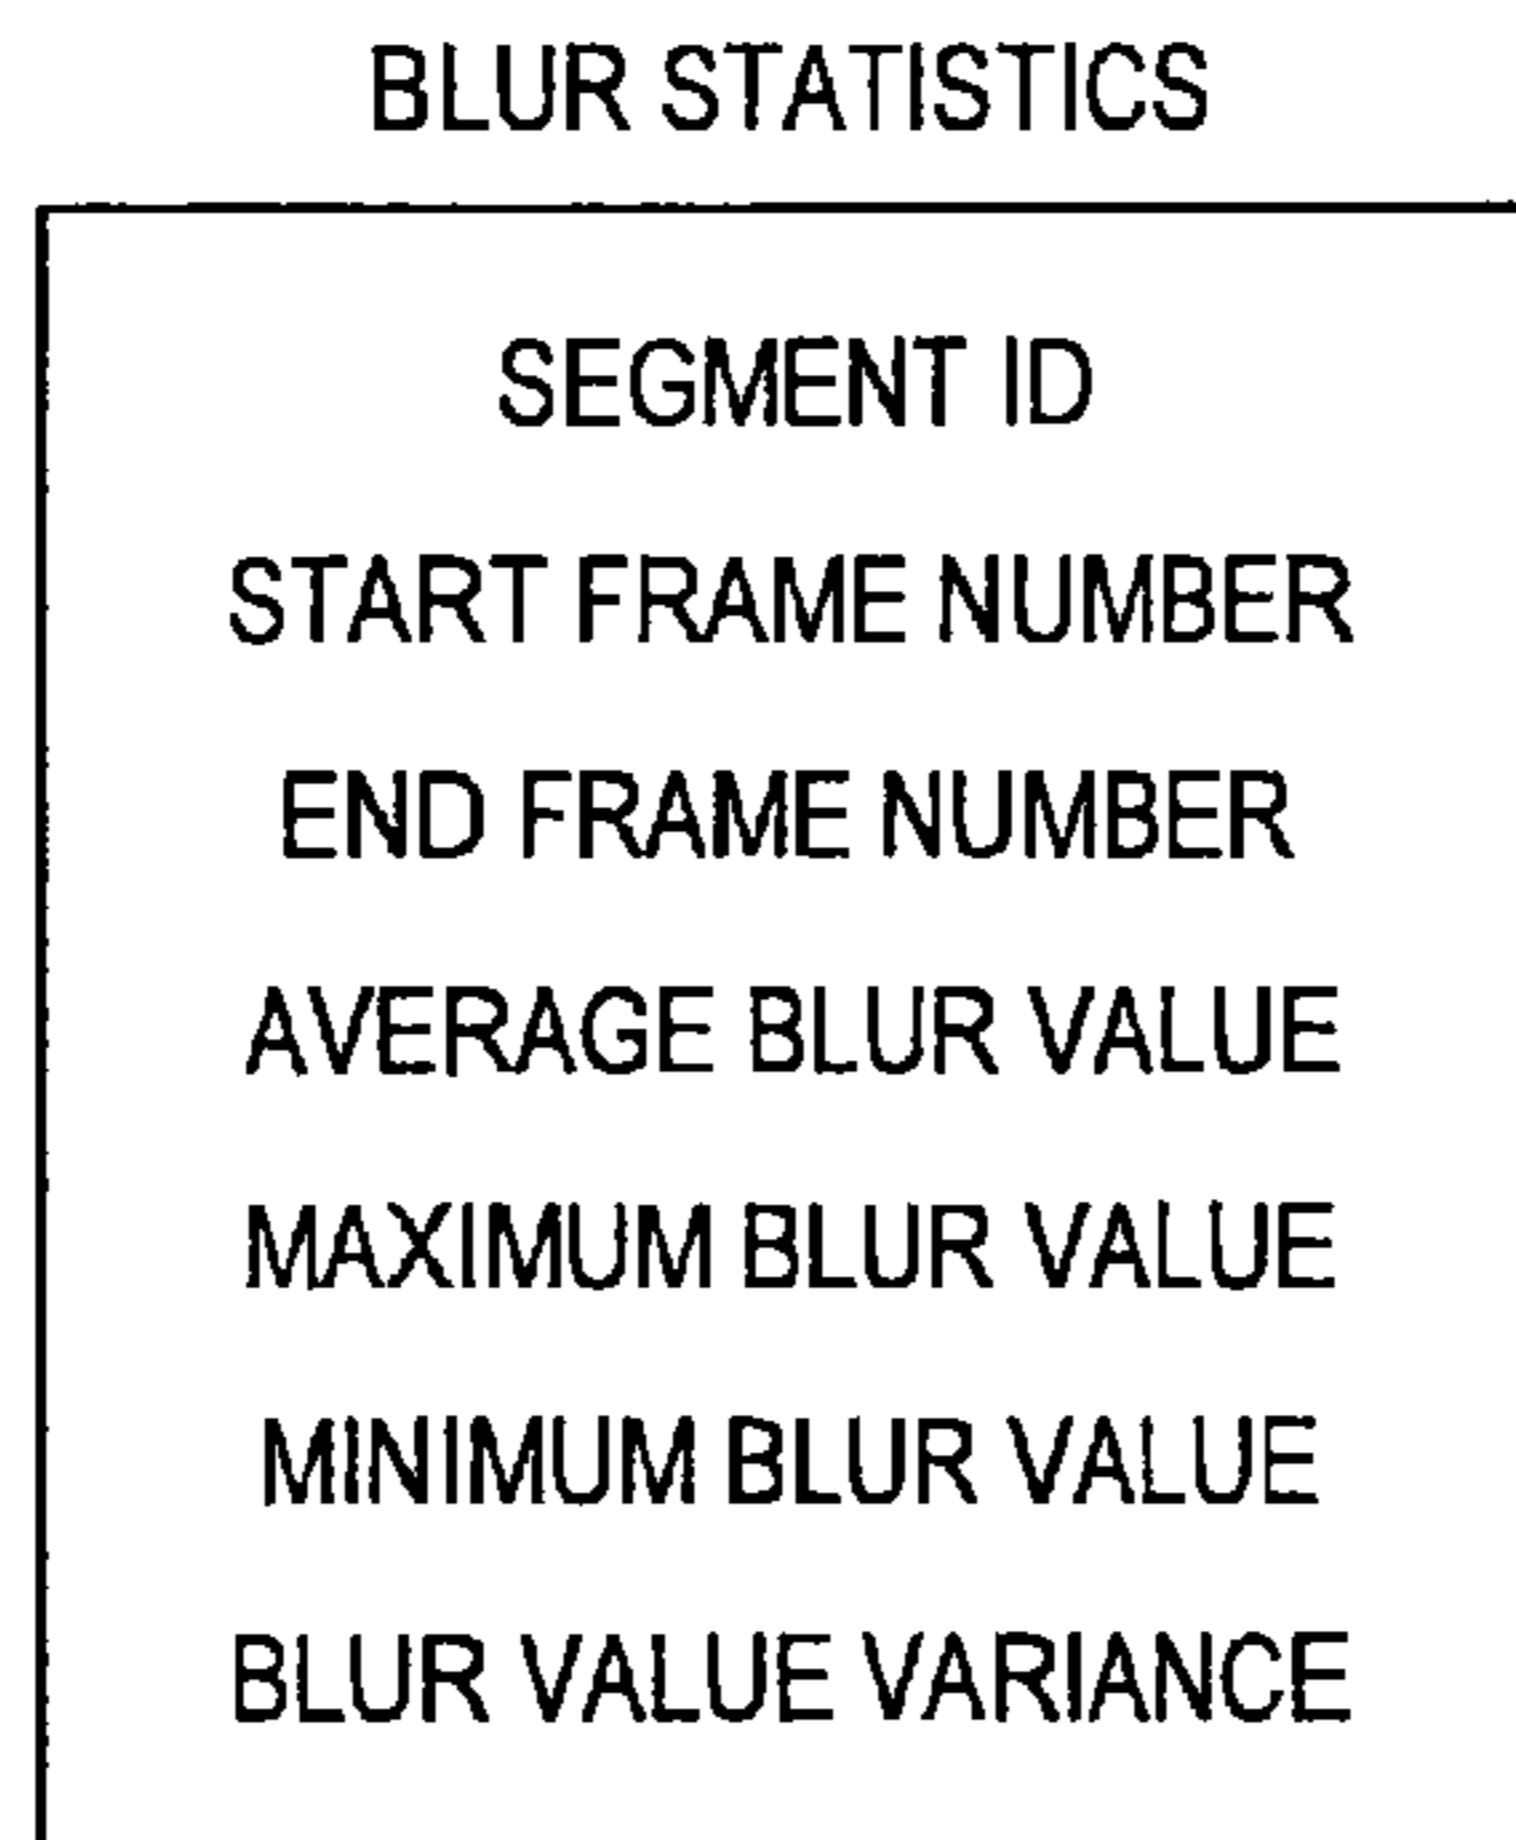 BLUR STATISTICS
SEGMENT ID
START FRAME NUMBER
END FRAME NUMBER
AVERAGE BLUR VALUE
MAXIMUM BLUR VALUE
MINIMUM BLUR VALUE
BLUR VALUE VARIANCE